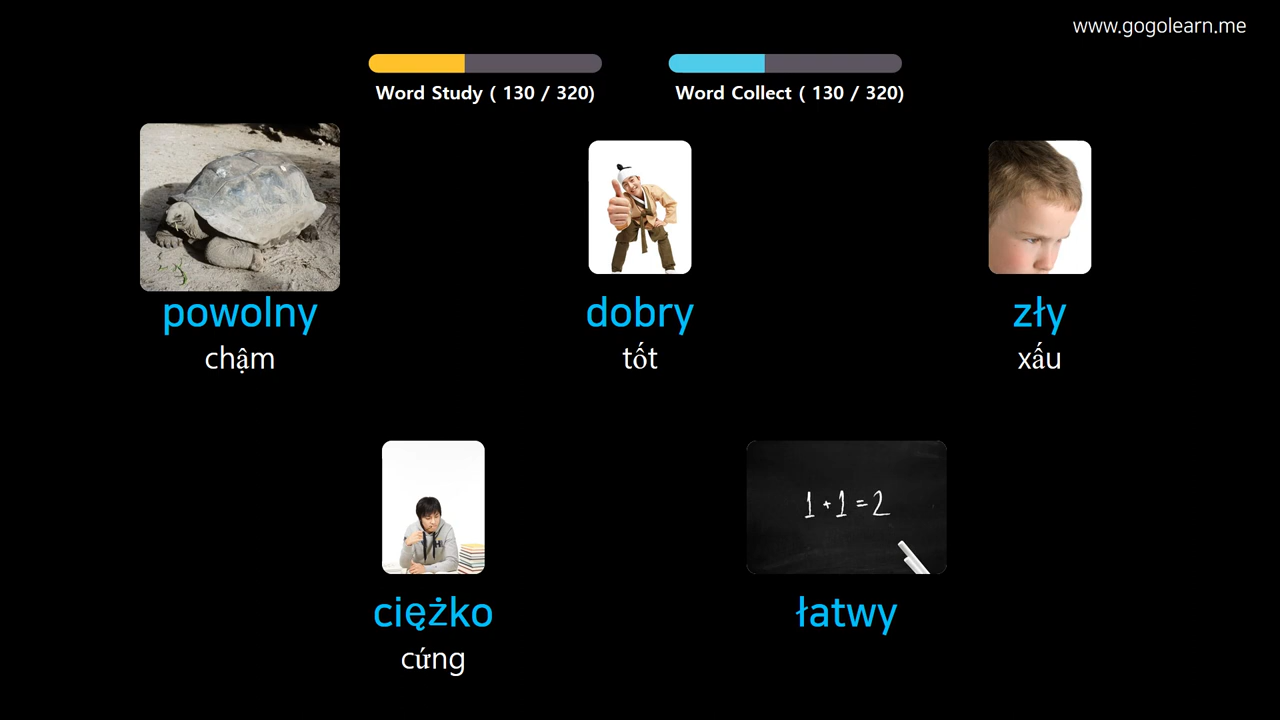 www.gogolearn.me
Word Study ( 130 / 320)
Word Collect ( 130 / 320)
powolny
chậm
dobry
tốt
zły
xấu
1+1=2
ciężko
cứng
łatwy